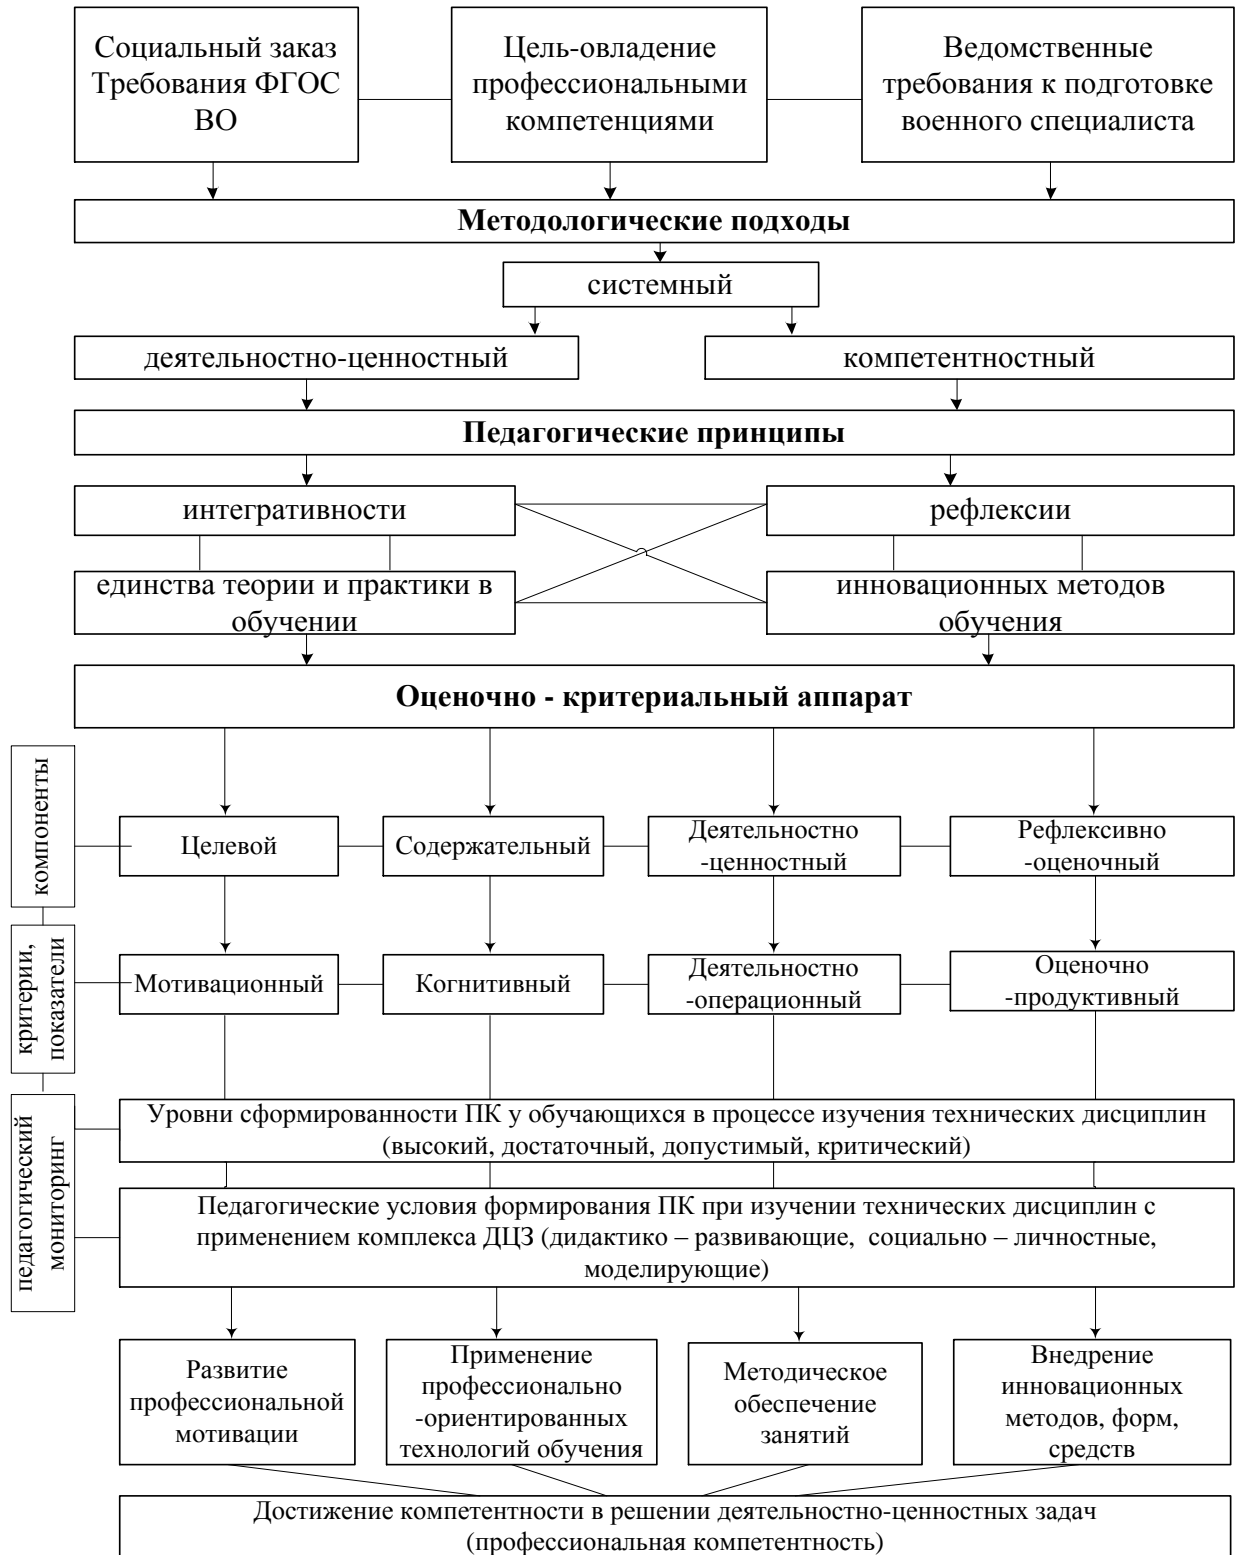 Социальный заказ
Требования ФГОС
ВО
Цель-овладение
профессиональными
компетенциями
Ведомственные
требования к подготовке
военного специалиста
Методологические подходы
системный
деятельностно-ценностный
компетентностный
Педагогические принципы
интегративности
рефлексии
единства теории и практики в
обучении
инновационных методов
обучения
Оценочно - критериальный аппарат
компоненты
Целевой
Содержательный
Деятельностно
-ценностный
Рефлексивно
-оценочный
критерии,
показатели
Мотивационный
Когнитивный
Деятельностно
-операционный
Оценочно
-продуктивный
педагогический
мониторинг
Уровни сформированности ПК у обучающихся в процессе изучения технических дисциплин
(высокий, достаточный, допустимый, критический)
Педагогические условия формирования ПК при изучении технических дисциплин с
применением комплекса ДЦЗ (дидактико – развивающие, социально – личностные,
моделирующие)
Развитие
профессиональной
мотивации
Применение
профессионально
-ориентированных
технологий обучения
Методическое
обеспечение
занятий
Внедрение
инновационных
методов, форм,
средств
Достижение компетентности в решении деятельностно-ценностных задач
(профессиональная компетентность)